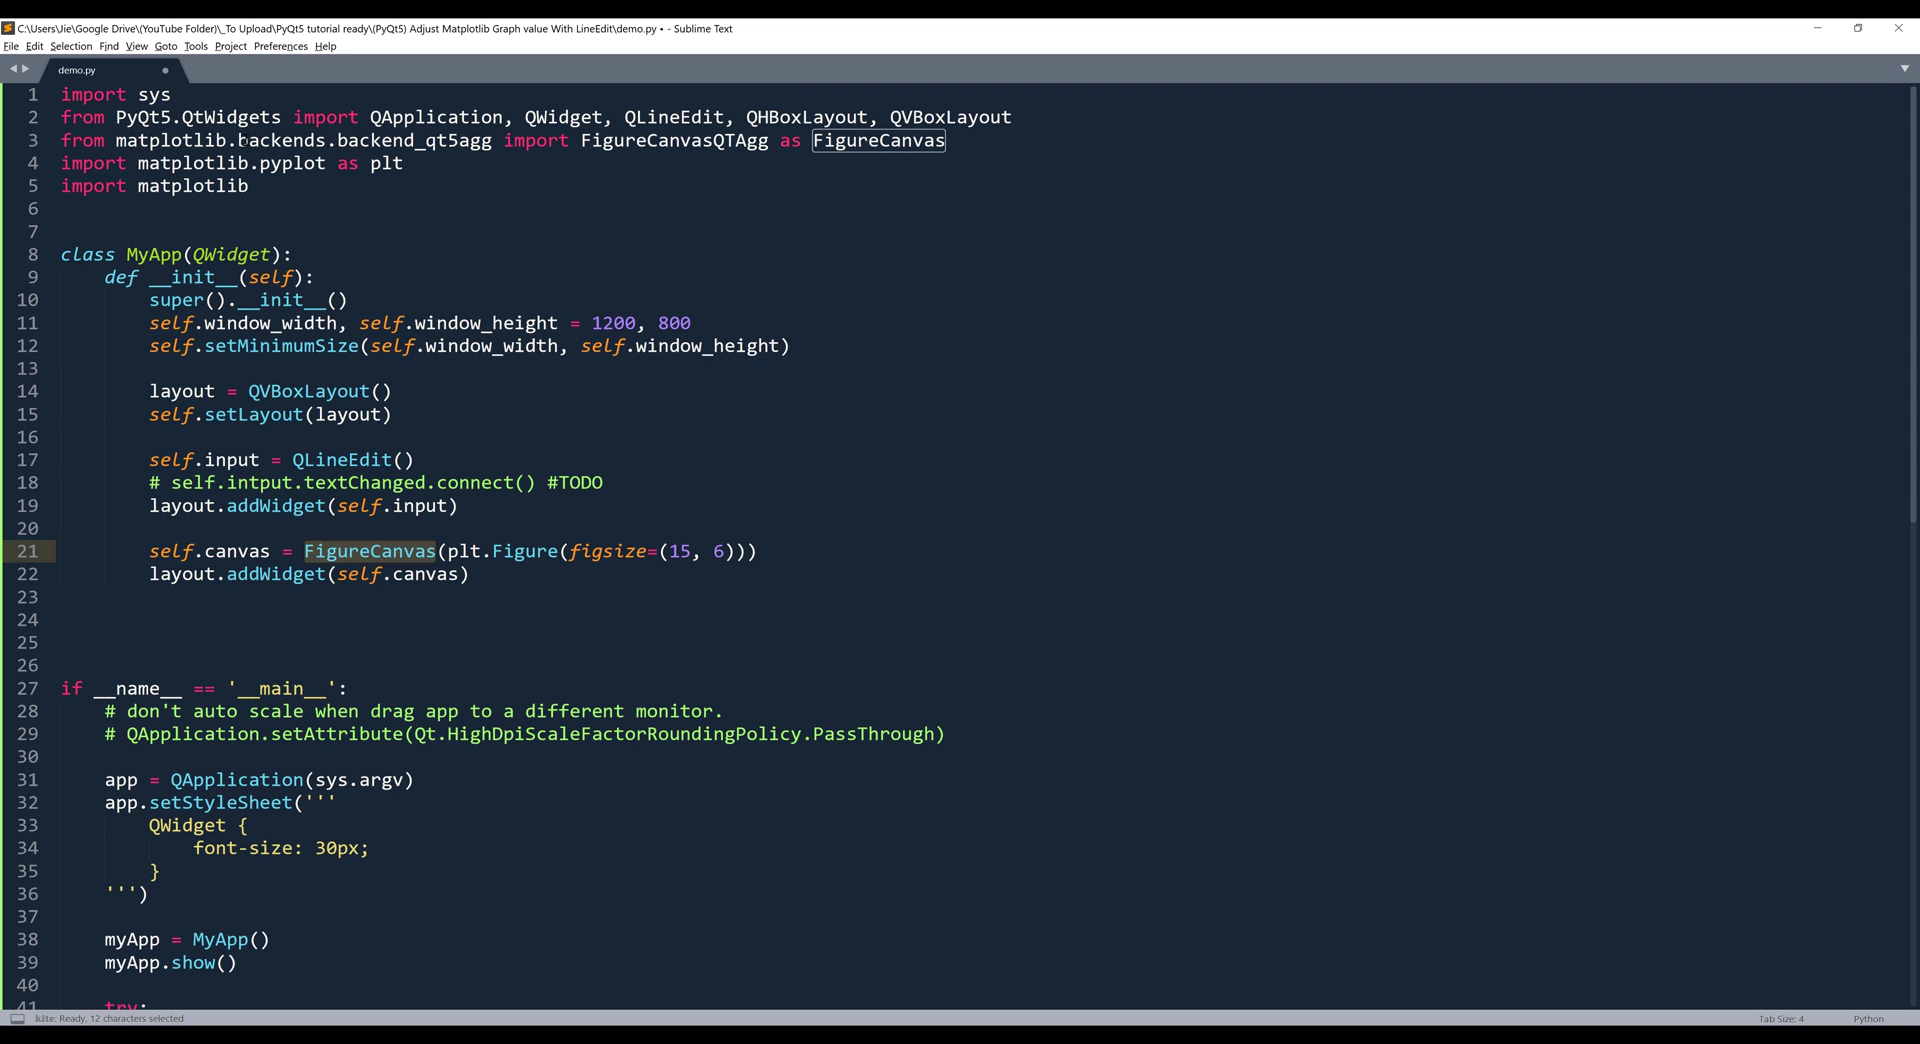 C:\Users\Jie\Google Drive\(YouTube Folder)\_To Upload\PyQt5 tutorial ready\(PyQt5) Adjust Matplotlib Graph value With LineEdit\demo.py • - Sublime Text
File Edit Selection Find View Goto Tools Project Preferences Help
demo.py
1 import sys
2 from PyQt5.QtWidgets import QApplication, QWidget, QLineEdit, QHBoxLayout, QVBoxLayout
3 from matplotlib.backends.backend_qt5agg import FigureCanvasQTAgg as FigureCanvas
4 import matplotlib.pyplot as plt
5 import matplotlib
6
7
8 class MyApp(QWidget):
9 def __init__(self):
10 super().__init__()
11 self.window_width, self.window_height = 1200, 800
12 self.setMinimumSize(self.window_width, self.window_height)
13
14 layout = QVBoxLayout()
15 self.setLayout(layout)
16
17 self.input = QLineEdit()
18 # self.intput.textChanged.connect() #TODO
19 layout.addWidget(self.input)
20
21 self.canvas = FigureCanvas(plt.Figure(figsize=(15, 6)))
22 layout.addWidget(self.canvas)
23
24
25
26
27 if __name__ == '__main__':
28 # don't auto scale when drag app to a different monitor.
29 # QApplication.setAttribute(Qt.HighDpiScaleFactorRoundingPolicy.PassThrough)
30
31 app = QApplication(sys.argv)
32 app.setStyleSheet('''
33 QWidget {
34 font-size: 30px;
35 }
36 ''')
37
38 myApp = MyApp()
39 myApp.show()
40
41 try:
kite: Ready, 12 characters selected
Tab Size: 4 Python